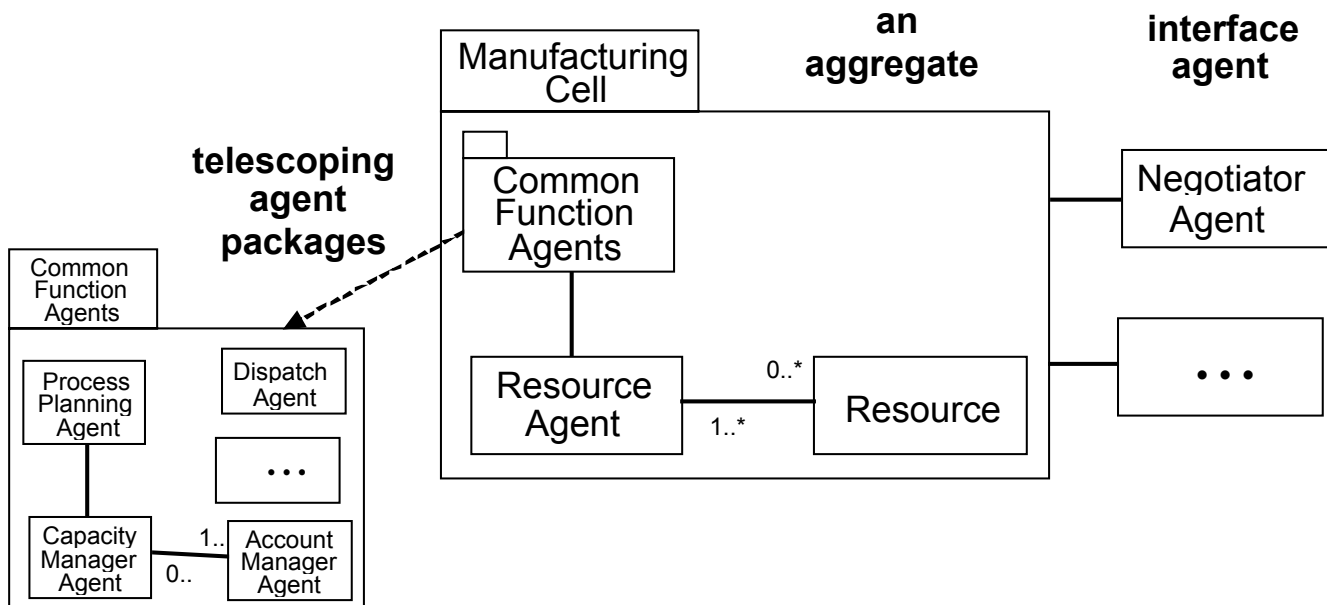 an
aggregate
interface
agent
Manufacturing
Cell
telescoping
agent
packages
Common
Function
Agents
Negotiator
Agent
Common
Function
Agents
Resource
Agent
0..*
1..*
Resource
...
Process
Planning
Agent
Dispatch
Agent
...
Capacity
Manager
Agent
1..
0..
Account
Manager
Agent